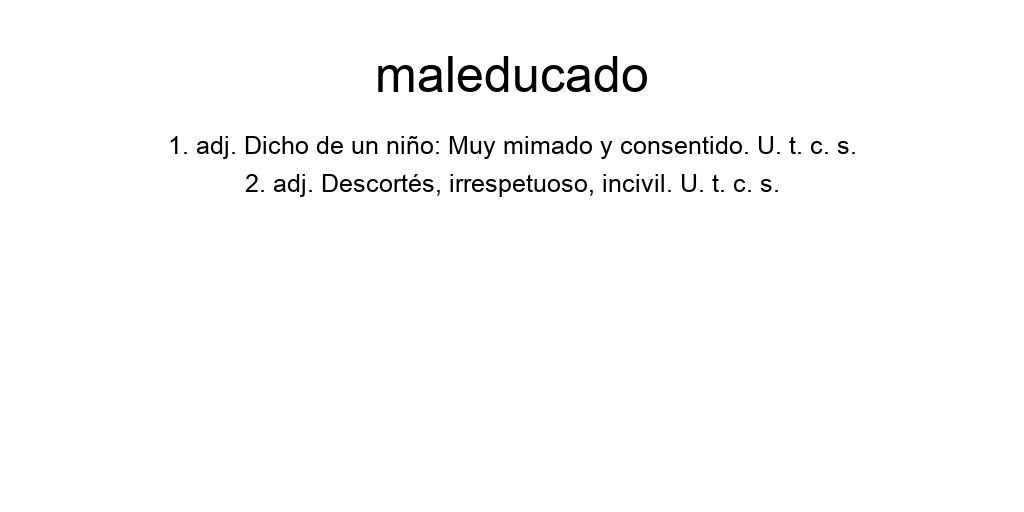 maleducado
1. adj. Dicho de un niño: Muy mimado y consentido. U. t. c. s.
2. adj. Descortés, irrespetuoso, incivil. U. t. c. s.